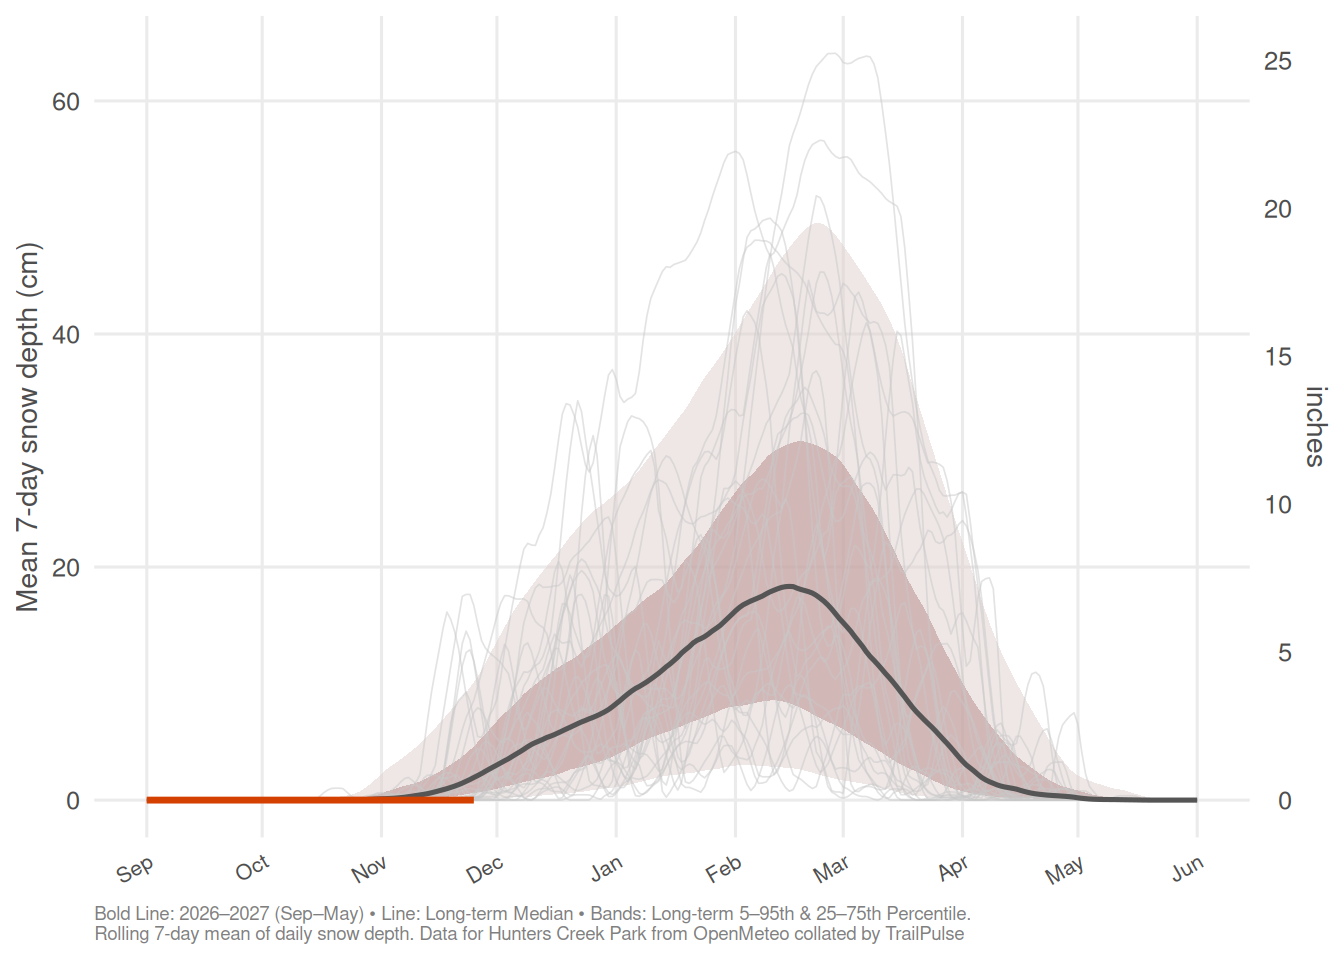 25
60
20
Mean 7-day snow depth (cm)
40
15
inches
10
20
5
0
0
Sep
Oct
Nov
Dec
Jan
Feb
Mar
Apr
May
Jun
Bold Line: 2026–2027 (Sep–May) • Line: Long-term Median • Bands: Long-term 5–95th & 25–75th Percentile.
Rolling 7-day mean of daily snow depth. Data for Hunters Creek Park from OpenMeteo collated by TrailPulse